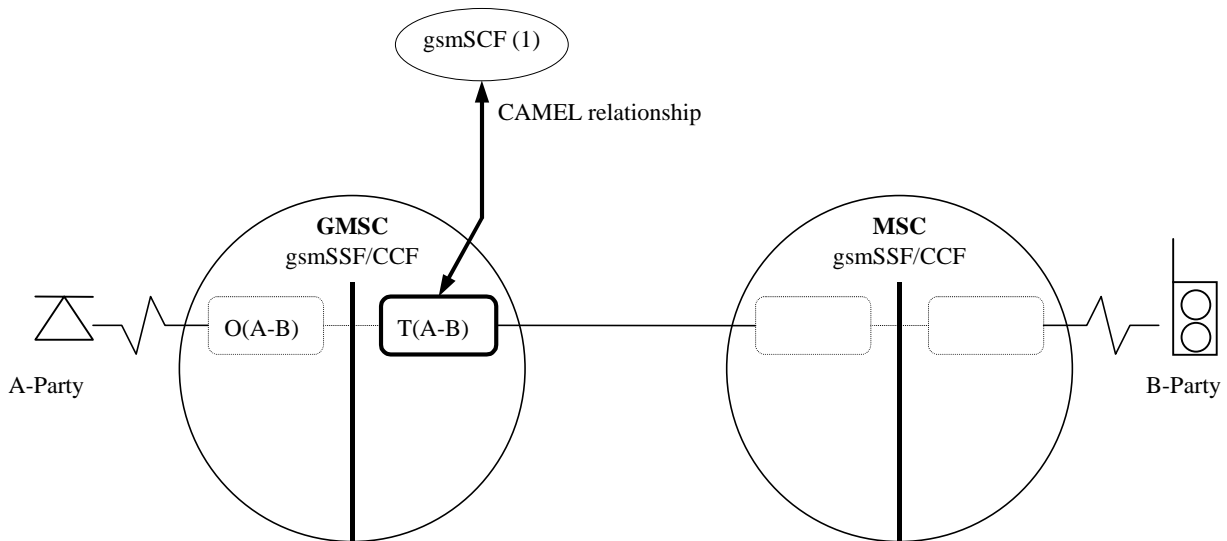 gsmSCF (1)
CAMEL relationship
GMSC
gsmSSF/CCF
MSC
gsmSSF/CCF
O(A-B)
T(A-B)
A-Party
B-Party